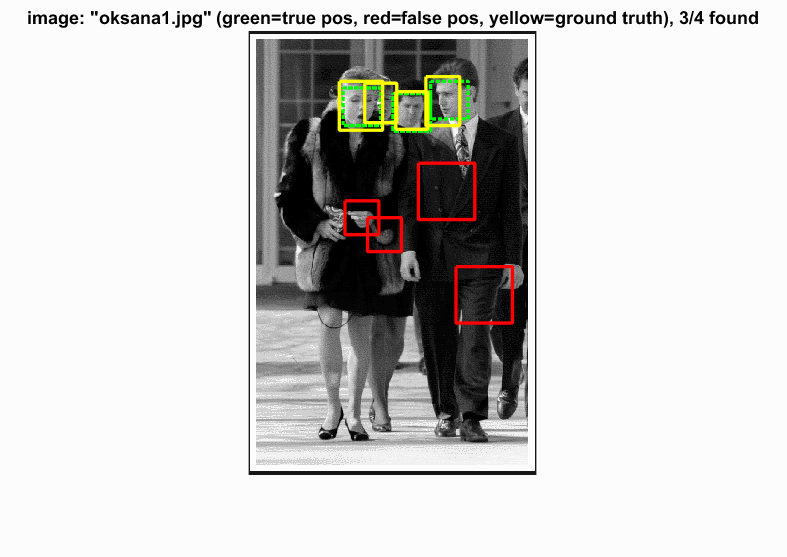 image: "oksana1.jpg" (green=true pos, red=false pos, yellow=ground truth), 3/4 found